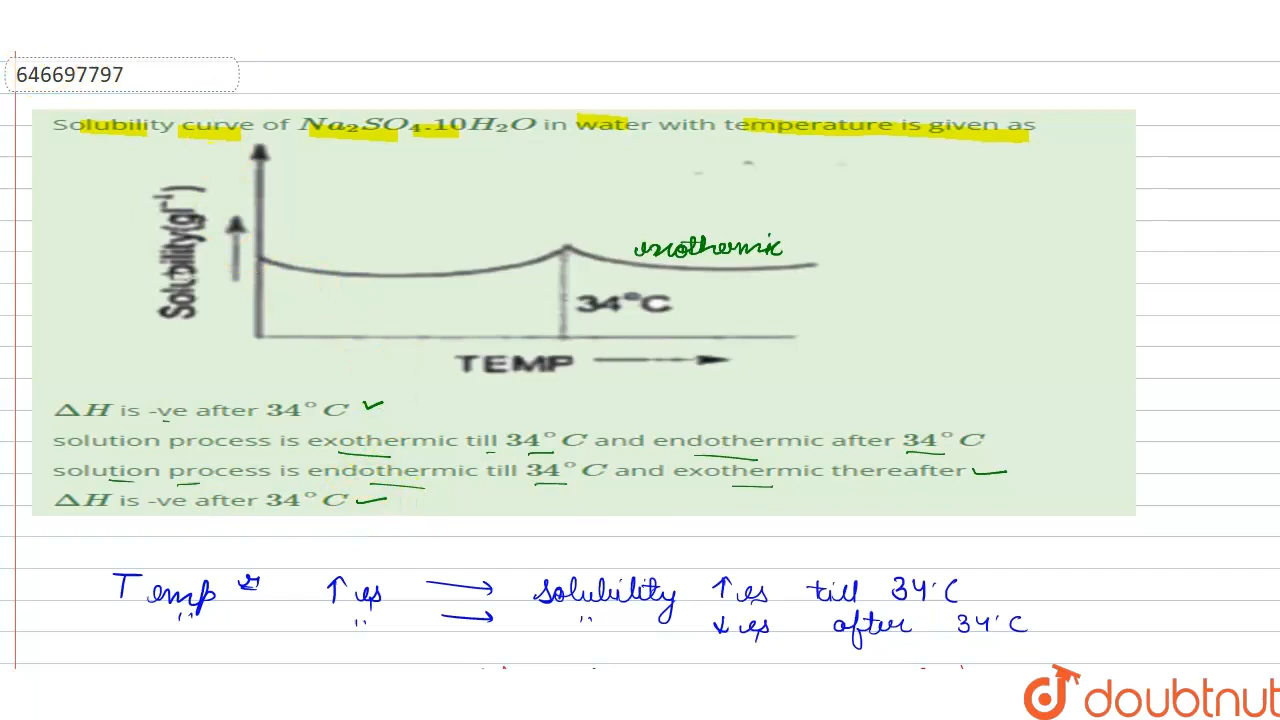 646697797
Solubility curve of Na₂SO₄.10H₂O in water with temperature is given as
Solubility(gl⁻¹)
exothermic
34°C
TEMP
ΔH is -ve after 34°C ✓
solution process is exothermic till 34°C and endothermic after 34°C
solution process is endothermic till 34°C and exothermic thereafter ✓
ΔH is -ve after 34°C ✓
Temp ↑es → solubility ↑es till 34°C
" " → " ↓es after 34°C
doubtnut